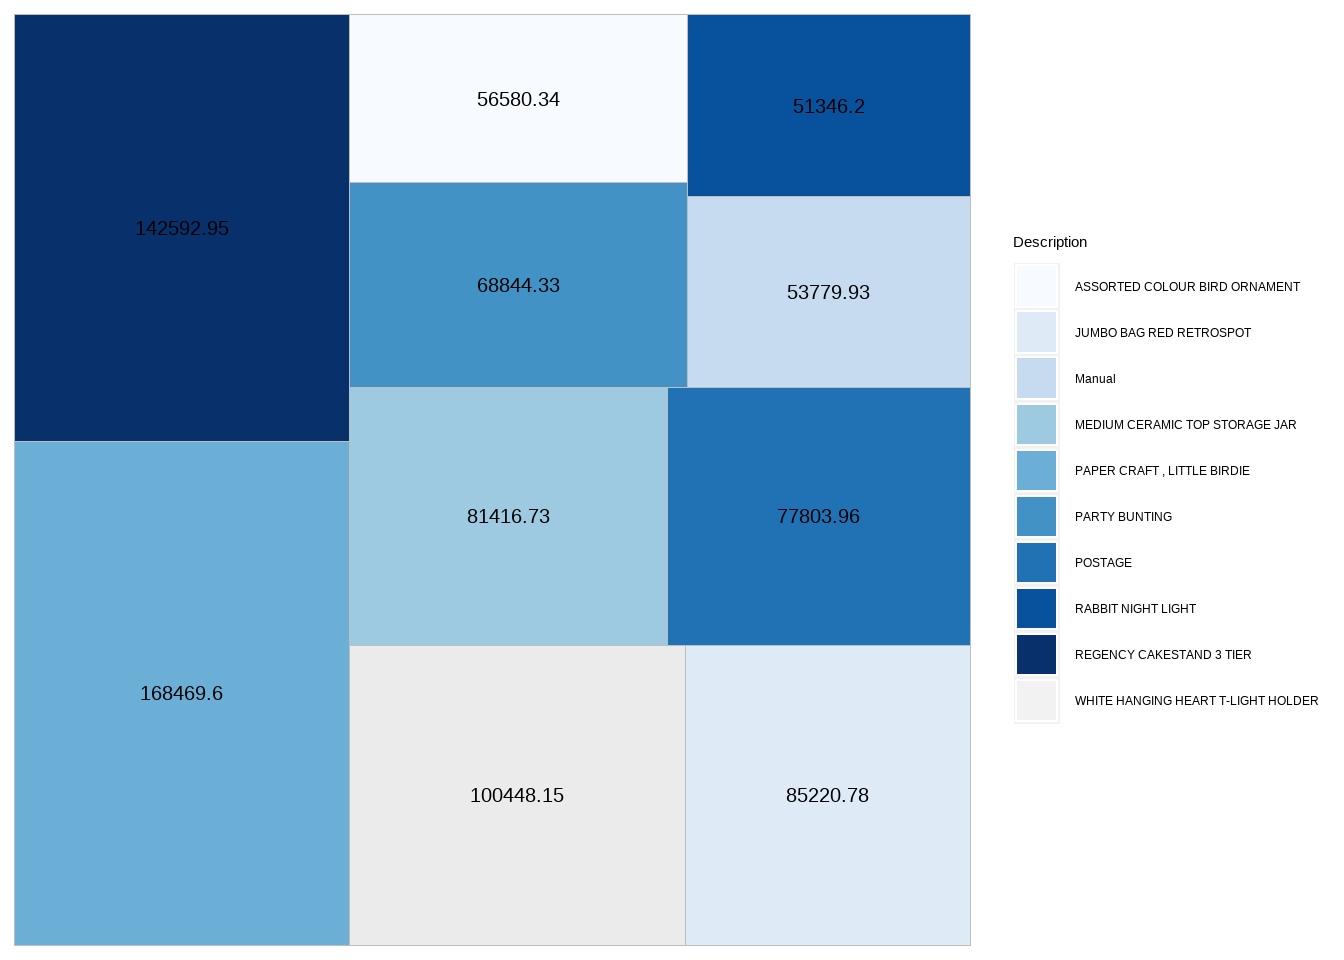 56580.34
51346.2
142592.95
68844.33
53779.93
81416.73
77803.96
168469.6
100448.15
85220.78
Description
ASSORTED COLOUR BIRD ORNAMENT
JUMBO BAG RED RETROSPOT
Manual
MEDIUM CERAMIC TOP STORAGE JAR
PAPER CRAFT , LITTLE BIRDIE
PARTY BUNTING
POSTAGE
RABBIT NIGHT LIGHT
REGENCY CAKESTAND 3 TIER
WHITE HANGING HEART T-LIGHT HOLDER